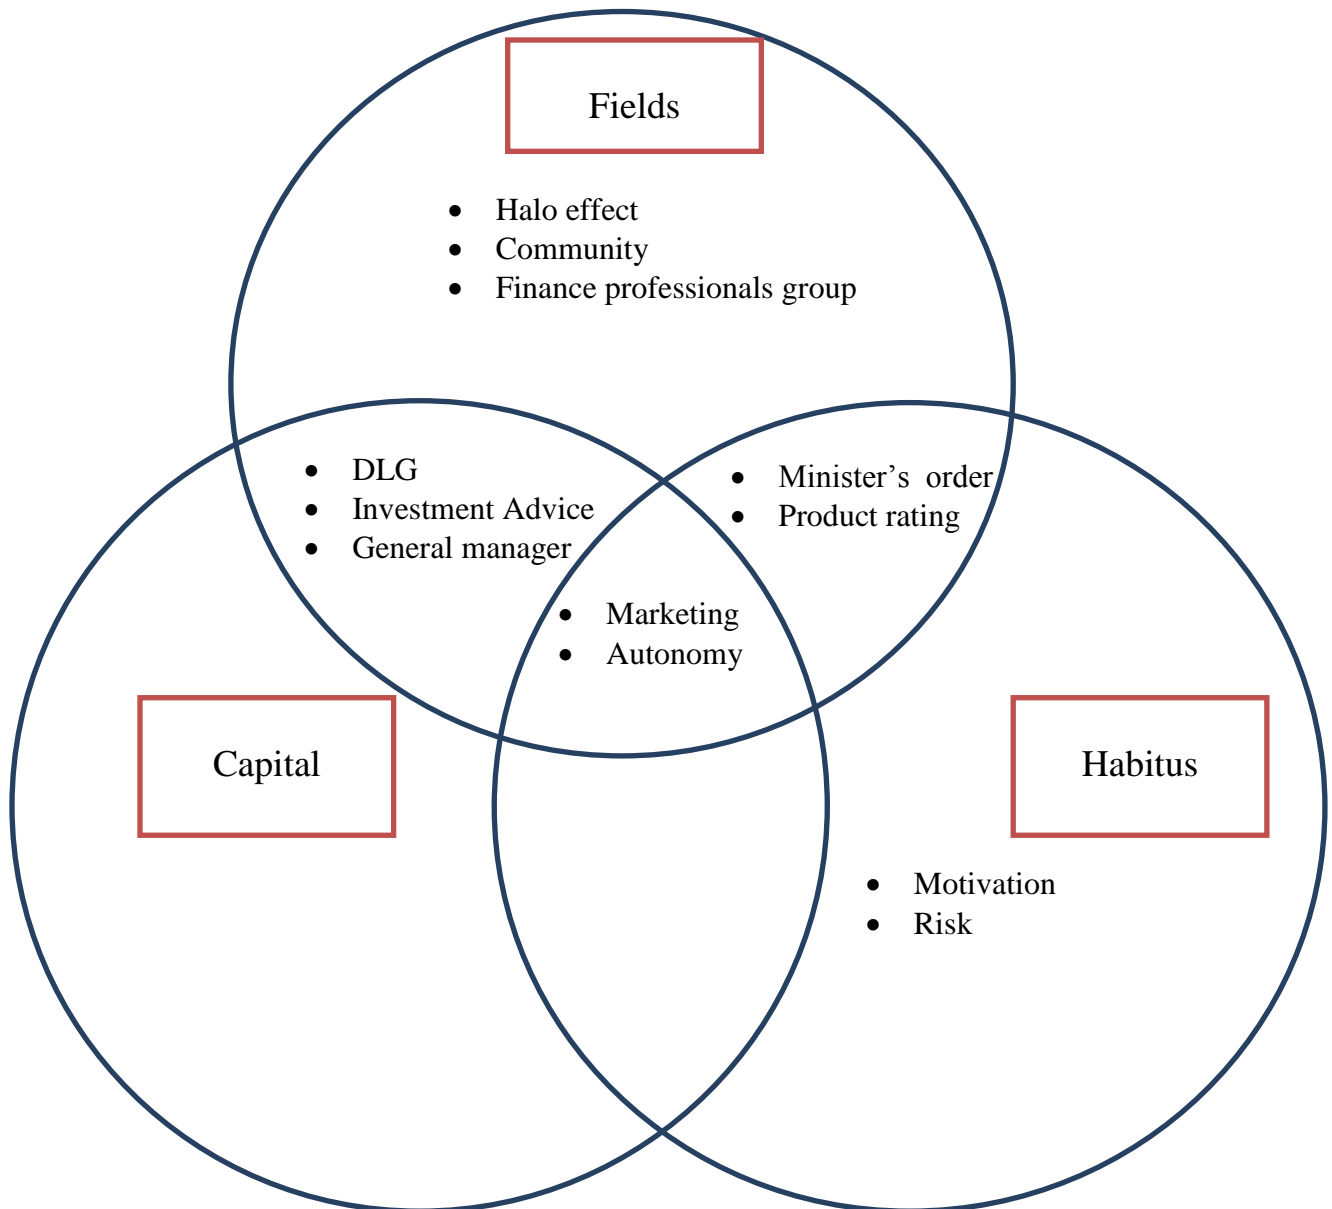 Fields
• Halo effect
• Community
• Finance professionals group
• DLG
• Investment Advice
• General manager
• Minister’s  order
• Product rating
• Marketing
• Autonomy
Capital
Habitus
• Motivation
• Risk